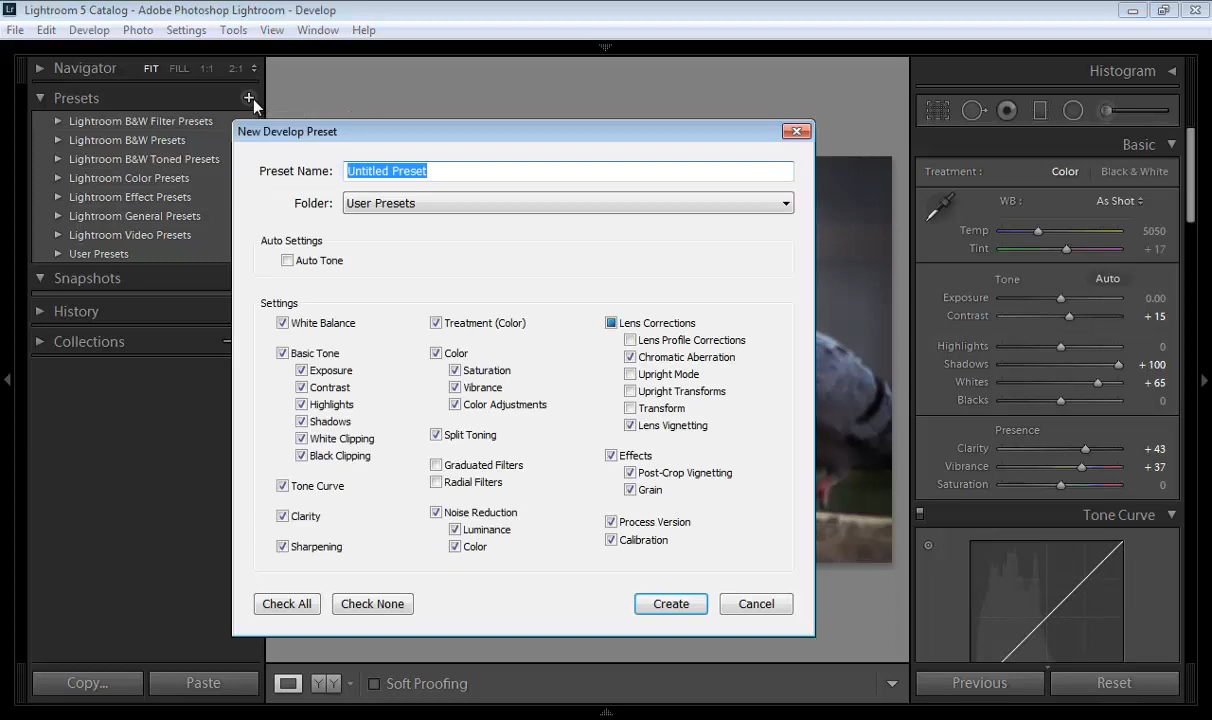 Lr Lightroom 5 Catalog - Adobe Photoshop Lightroom - Develop
File Edit Develop Photo Settings Tools View Window Help
Navigator FIT FILL 1:1 2:1
Presets +
Lightroom B&W Filter Presets
Lightroom B&W Presets
Lightroom B&W Toned Presets
Lightroom Color Presets
Lightroom Effect Presets
Lightroom General Presets
Lightroom Video Presets
User Presets
Snapshots
History
Collections
Copy... Paste
New Develop Preset
Preset Name: Untitled Preset
Folder: User Presets
Auto Settings
Auto Tone
Settings
White Balance
Basic Tone
Exposure
Contrast
Highlights
Shadows
White Clipping
Black Clipping
Tone Curve
Clarity
Sharpening
Treatment (Color)
Color
Saturation
Vibrance
Color Adjustments
Split Toning
Graduated Filters
Radial Filters
Noise Reduction
Luminance
Color
Lens Corrections
Lens Profile Corrections
Chromatic Aberration
Upright Mode
Upright Transforms
Transform
Lens Vignetting
Effects
Post-Crop Vignetting
Grain
Process Version
Calibration
Check All Check None Create Cancel
YY Soft Proofing
Histogram
Basic
Treatment : Color Black & White
WB : As Shot
Temp 5050
Tint + 17
Tone Auto
Exposure 0.00
Contrast + 15
Highlights 0
Shadows + 100
Whites + 65
Blacks 0
Presence
Clarity + 43
Vibrance + 37
Saturation 0
Tone Curve
Previous Reset